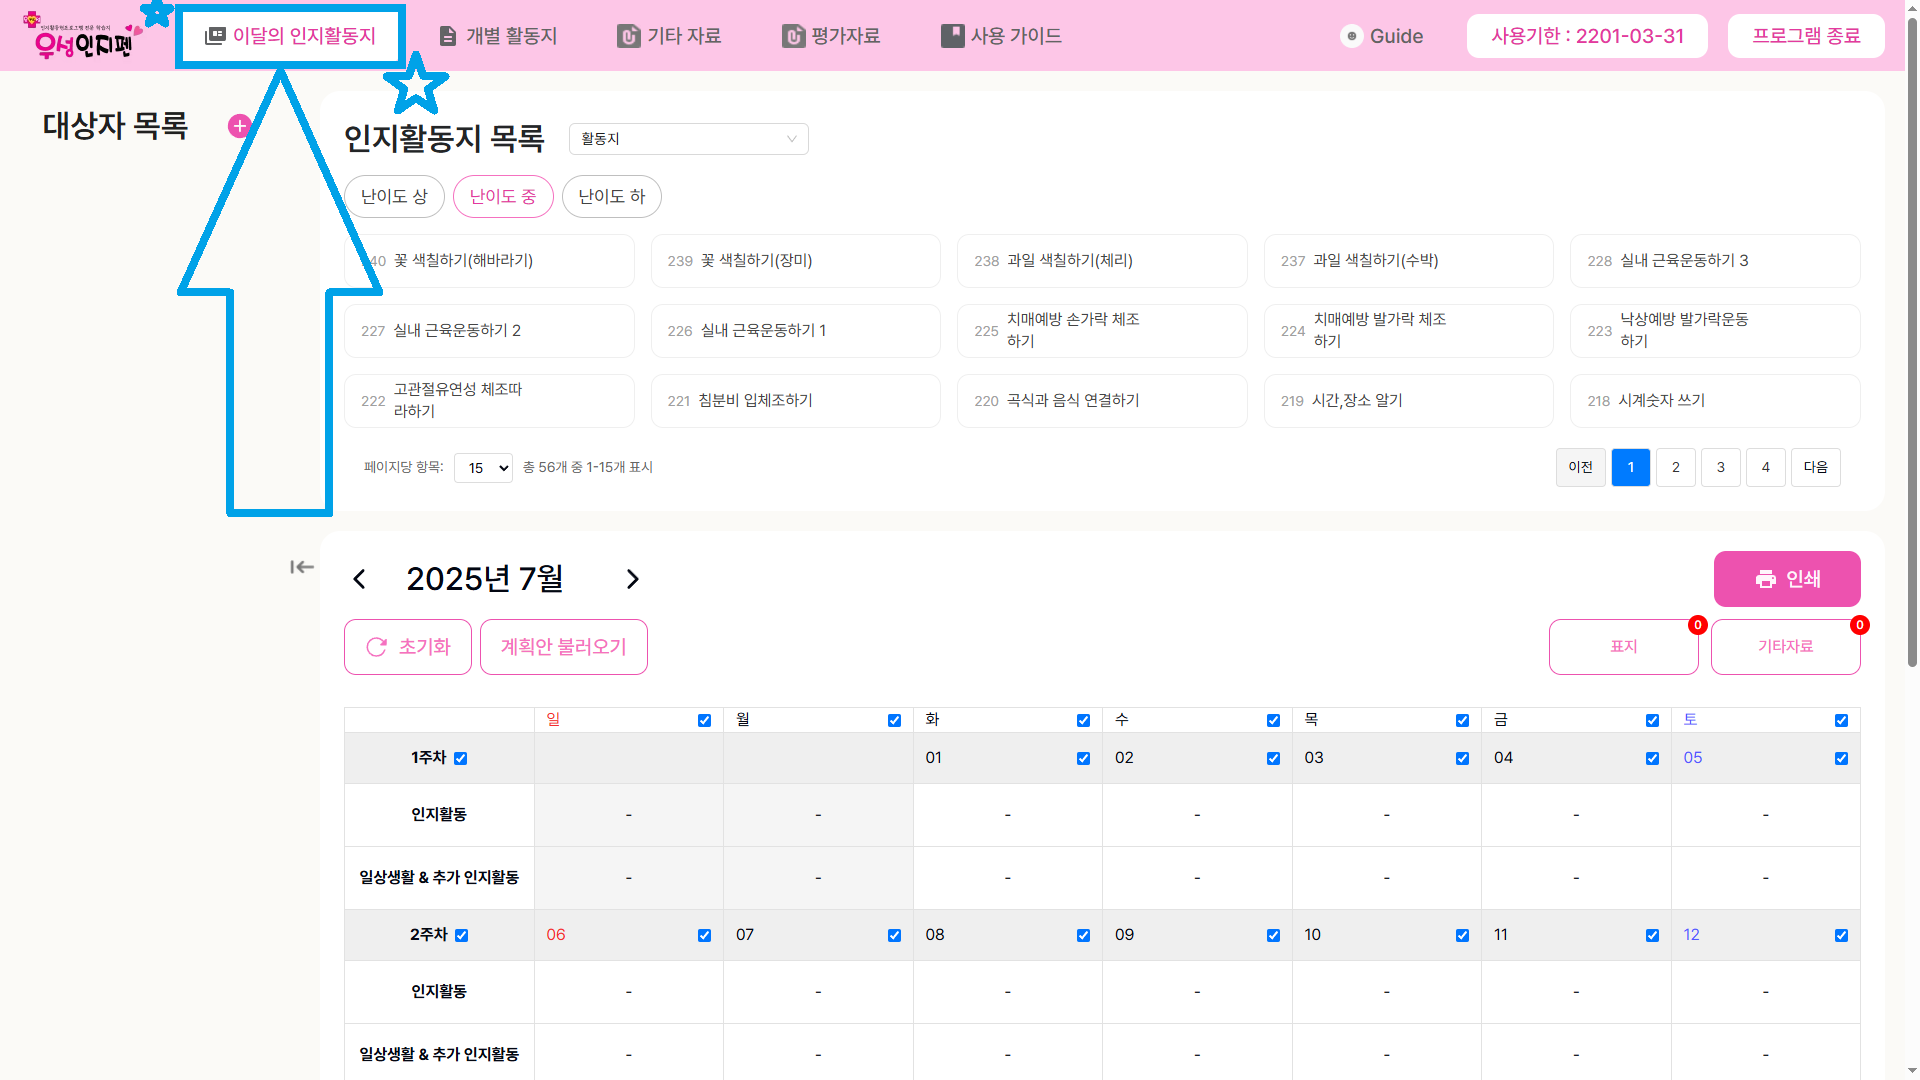 인지활동워크프로그램 전문 학습지
우성인지펜
이달의 인지활동지
개별 활동지
기타 자료
평가자료
사용 가이드
Guide
사용기한 : 2201-03-31
프로그램 종료
대상자 목록
인지활동지 목록
활동지
난이도 상
난이도 중
난이도 하
40 꽃 색칠하기(해바라기)
239 꽃 색칠하기(장미)
238 과일 색칠하기(체리)
237 과일 색칠하기(수박)
228 실내 근육운동하기 3
227 실내 근육운동하기 2
226 실내 근육운동하기 1
225 치매예방 손가락 체조
하기
224 치매예방 발가락 체조
하기
223 낙상예방 발가락운동
하기
222 고관절유연성 체조따
라하기
221 침분비 입체조하기
220 곡식과 음식 연결하기
219 시간,장소 알기
218 시계숫자 쓰기
페이지당 항목: 15 총 56개 중 1-15개 표시
이전 1 2 3 4 다음
2025년 7월
인쇄
초기화
계획안 불러오기
표지
0
기타자료
0
일 월 화 수 목 금 토
1주차 01 02 03 04 05
인지활동 - - - - - - -
일상생활 & 추가 인지활동 - - - - - - -
2주차 06 07 08 09 10 11 12
인지활동 - - - - - - -
일상생활 & 추가 인지활동 - - - - - - -